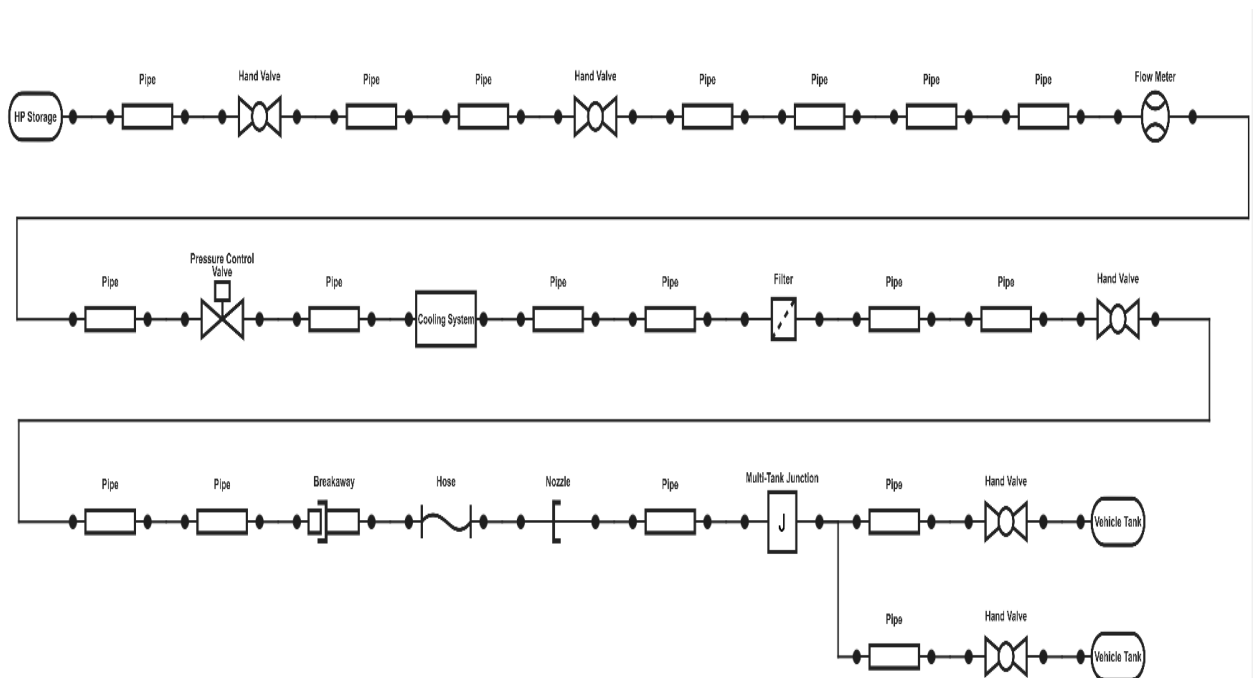 Pipe
Hand Valve
Pipe
Pipe
Hand Valve
Pipe
Pipe
Pipe
Pipe
Flow Meter
HP Storage
Pipe
Pressure Control
Valve
Pipe
Cooling System
Pipe
Pipe
Filter
Pipe
Pipe
Hand Valve
Pipe
Pipe
Breakaway
Hose
Nozzle
Pipe
Multi-Tank Junction
J
Pipe
Hand Valve
Vehicle Tank
Pipe
Hand Valve
Vehicle Tank